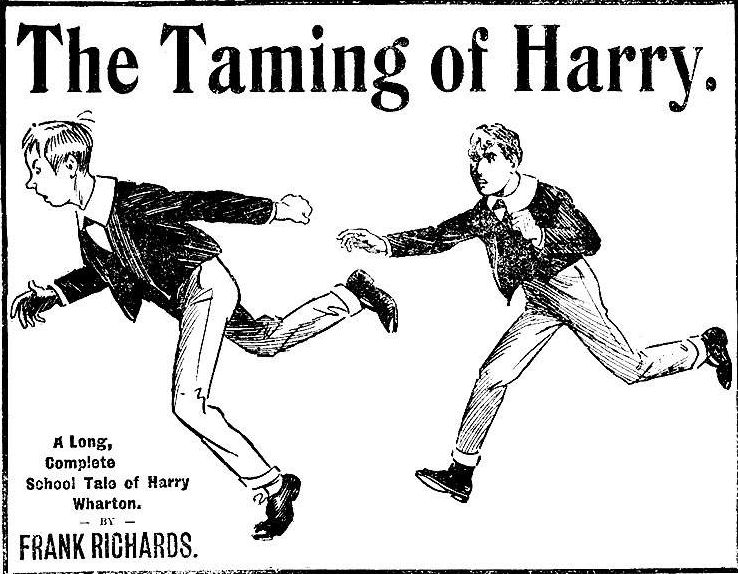 The Taming of Harry.
A Long,
Complete
School Tale of Harry
Wharton.
— BY —
FRANK RICHARDS.